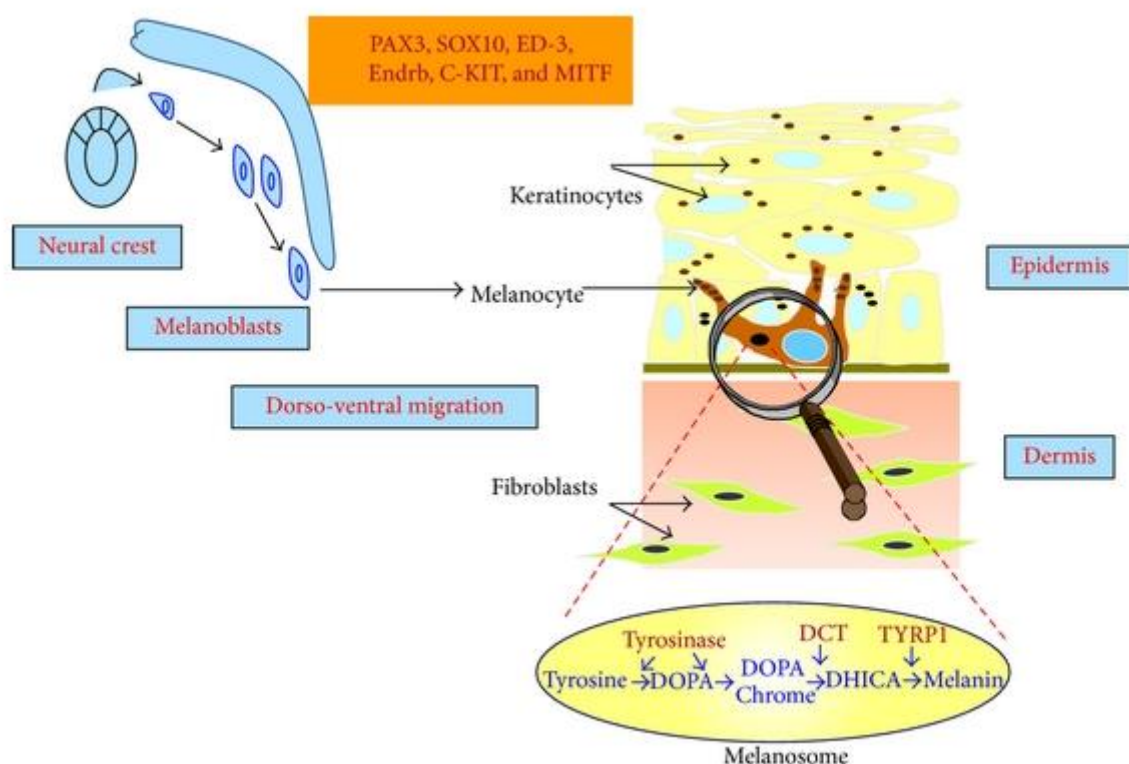 PAX3, SOX10, ED-3,
Endrb, C-KIT, and MITF
Keratinocytes
Neural crest
Epidermis
Melanocyte
Melanoblasts
Dorso-ventral migration
Dermis
Fibroblasts
Tyrosinase
DCT
TYRP1
Tyrosine
DOPA
DOPA
Chrome
DHICA
Melanin
Melanosome